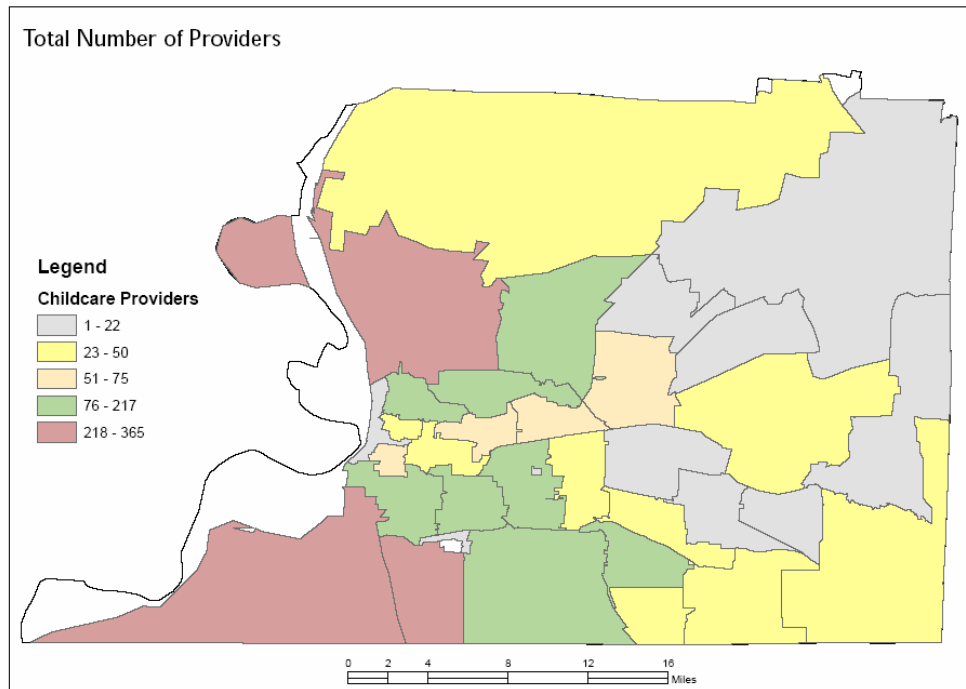 Total Number of Providers
Legend
Childcare Providers
1 - 22
23 - 50
51 - 75
76 - 217
218 - 365
0 2 4 8 12 16
Miles